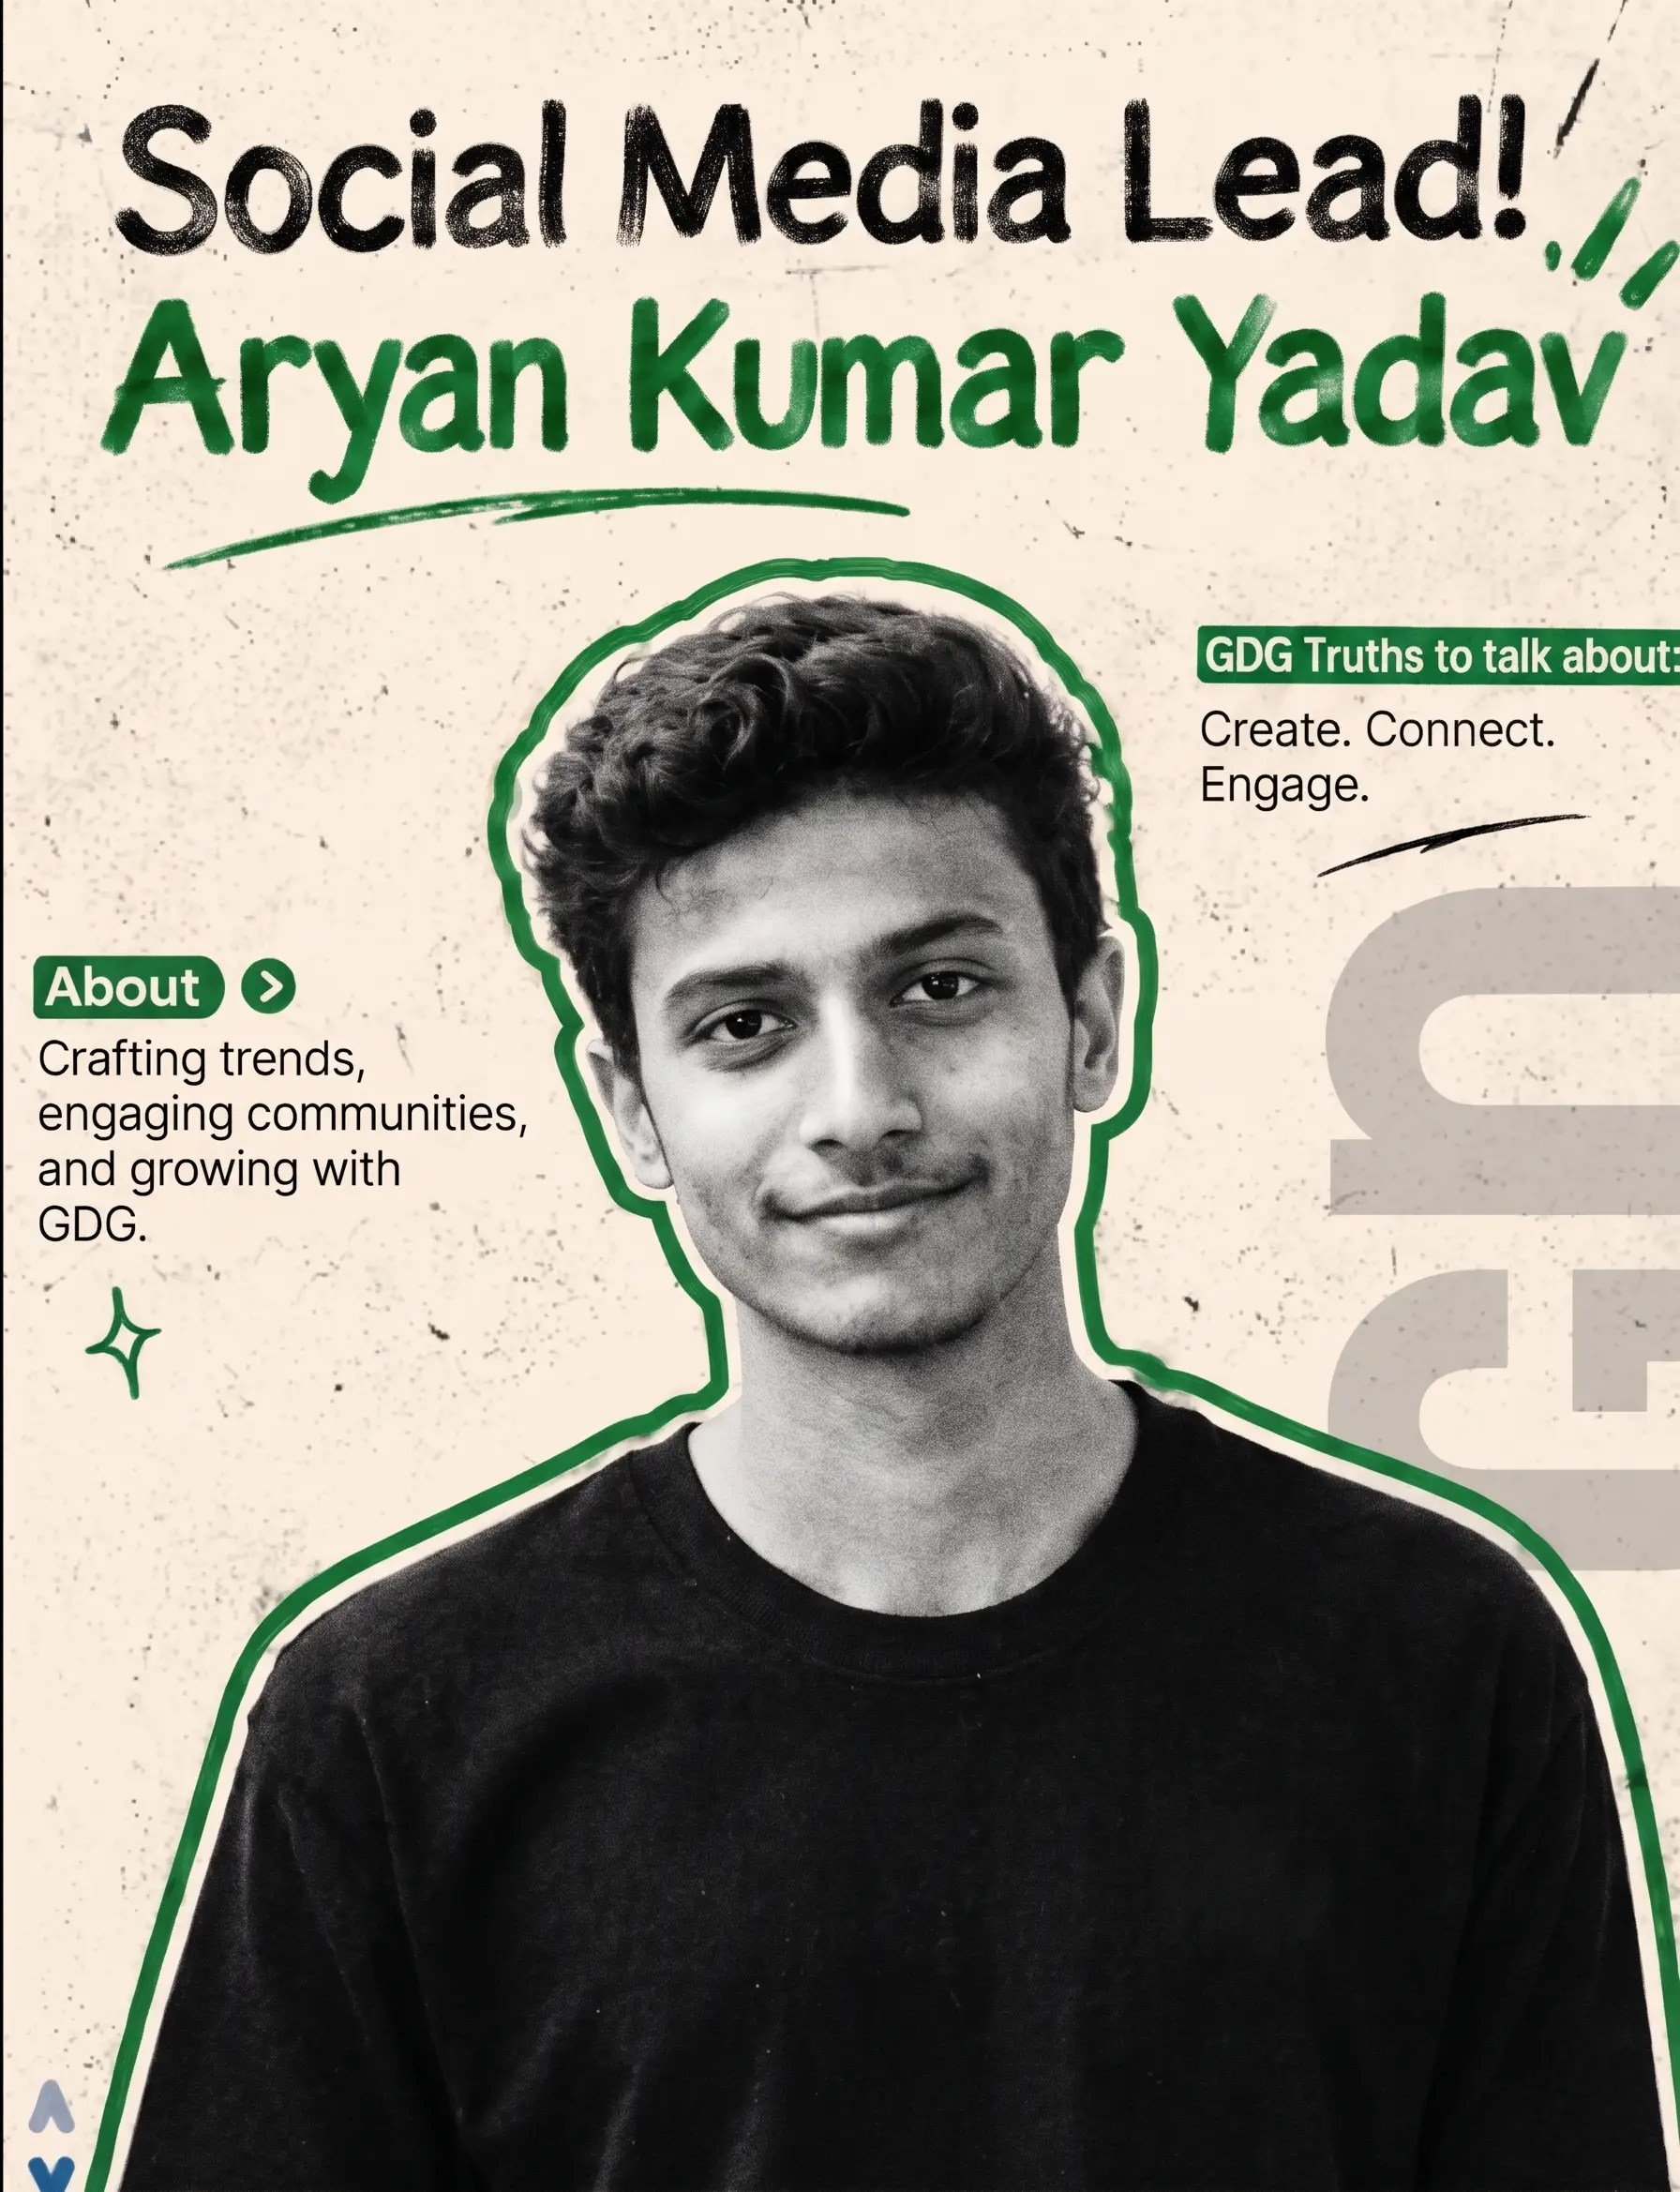 Social Media Lead!
Aryan Kumar Yadav
GDG Truths to talk about:
Create. Connect.
Engage.
About
Crafting trends,
engaging communities,
and growing with
GDG.